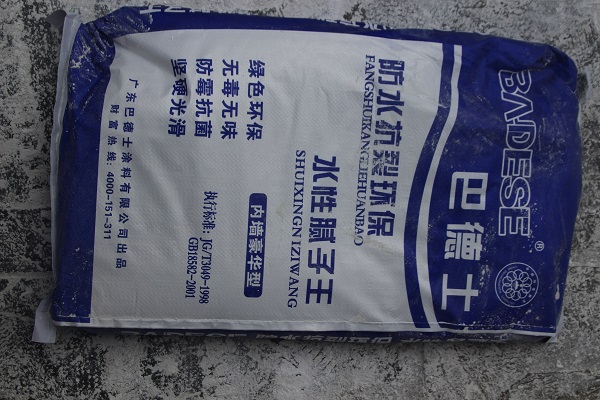 BADESE®
巴德士
防水抗裂环保
FANGSHUIKANGLIEHUANBAO
水性腻子王
SHUIXINGNIZIWANG
内墙豪华型
执行标准：JG/T3049-1998
GB18582-2001
绿色环保
无毒无味
防霉抗菌
坚硬光滑
广东巴德士涂料有限公司出品
财富热线：4000-151-311